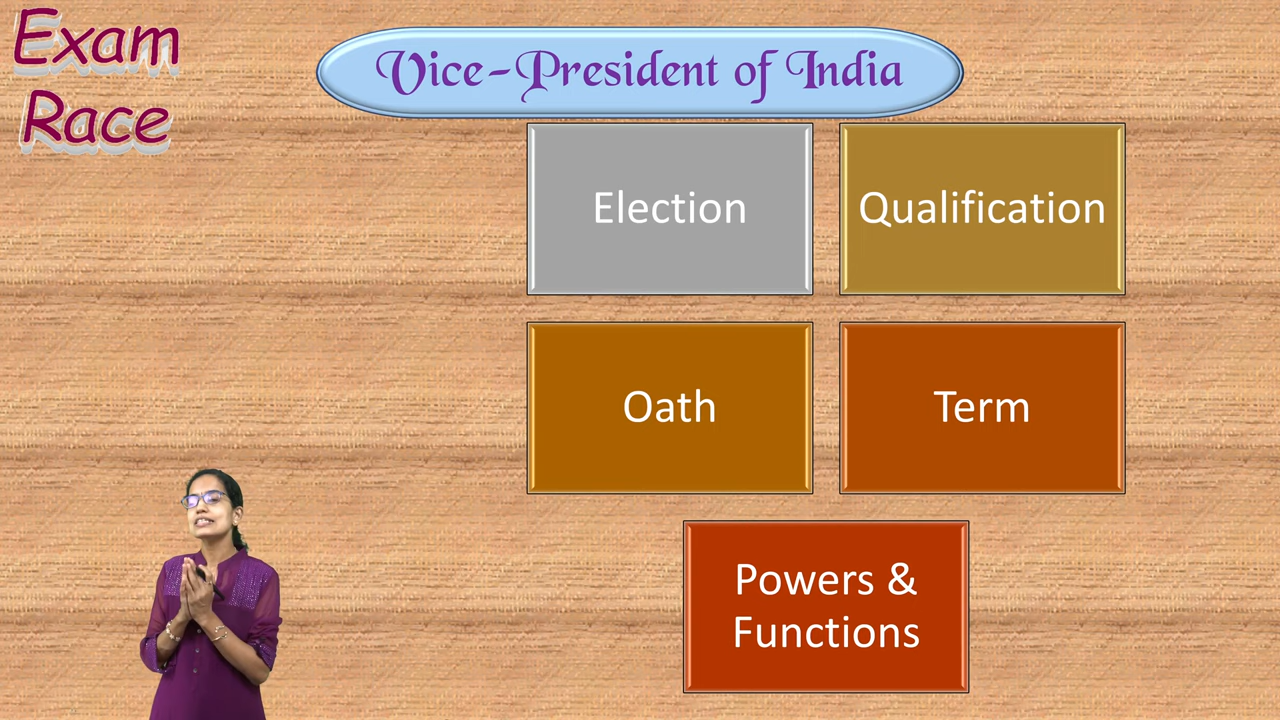 Exam
Race
Vice-President of India
Election
Qualification
Oath
Term
Powers &
Functions